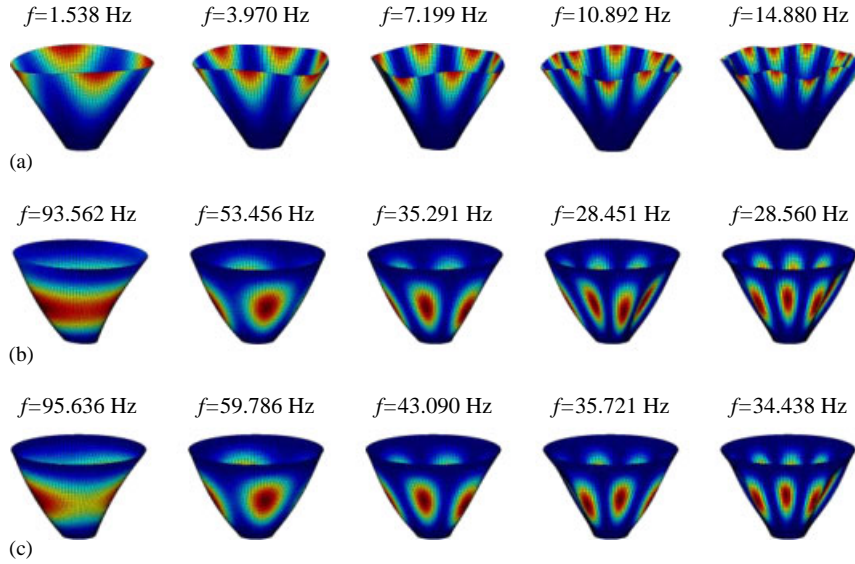 f=1.538 Hz f=3.970 Hz f=7.199 Hz f=10.892 Hz f=14.880 Hz
(a)
f=93.562 Hz f=53.456 Hz f=35.291 Hz f=28.451 Hz f=28.560 Hz
(b)
f=95.636 Hz f=59.786 Hz f=43.090 Hz f=35.721 Hz f=34.438 Hz
(c)